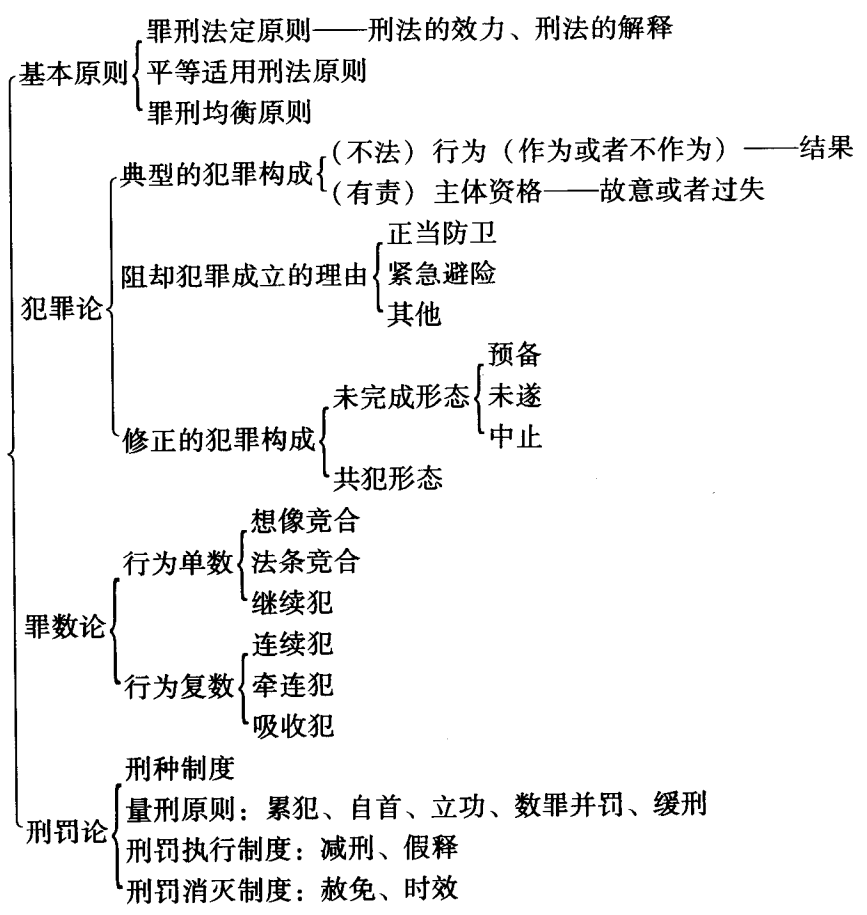 罪刑法定原则——刑法的效力、刑法的解释
基本原则
平等适用刑法原则
罪刑均衡原则
典型的犯罪构成
(不法) 行为 (作为或者不作为) ——结果
(有责) 主体资格——故意或者过失
阻却犯罪成立的理由
正当防卫
紧急避险
其他
犯罪论
修正的犯罪构成
未完成形态
预备
未遂
中止
共犯形态
罪数论
行为单数
想像竞合
法条竞合
继续犯
行为复数
连续犯
牵连犯
吸收犯
刑罚论
刑种制度
量刑原则：累犯、自首、立功、数罪并罚、缓刑
刑罚执行制度：减刑、假释
刑罚消灭制度：赦免、时效